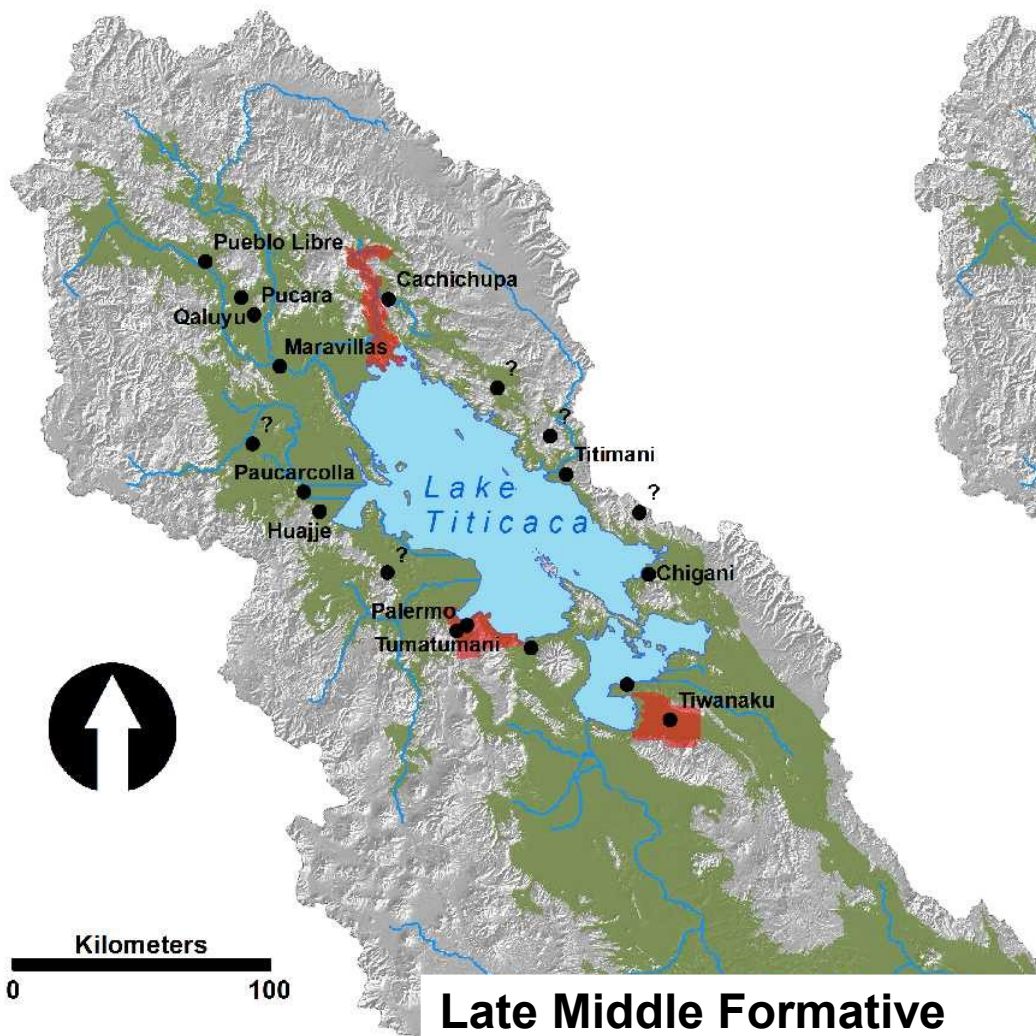 Pueblo Libre
Cachichupa
Pucara
Qaluyu
Maravillas
?
?
?
Paucarcolla
Titimani
Lake
Titicaca
?
Huajje
?
Chigani
Palermo
Tumatumani
Tiwanaku
Kilometers
0 100
Late Middle Formative